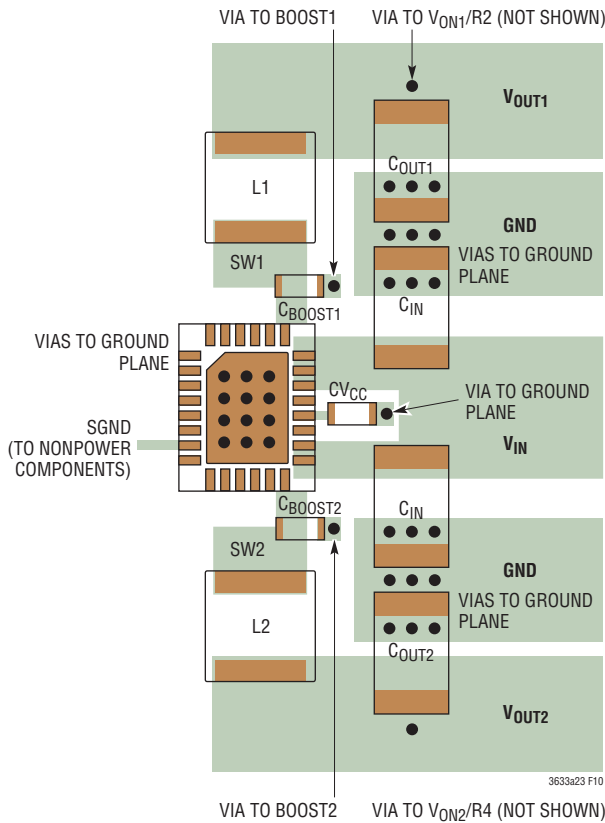 VIA TO BOOST1
VIA TO VON1/R2 (NOT SHOWN)
VOUT1
COUT1
L1
GND
VIAS TO GROUND
PLANE
SW1
CBOOST1
CIN
VIAS TO GROUND
PLANE
CVCC
VIA TO GROUND
PLANE
SGND
(TO NONPOWER
COMPONENTS)
VIN
CBOOST2
CIN
SW2
GND
VIAS TO GROUND
PLANE
L2
COUT2
VOUT2
3633a23 F10
VIA TO BOOST2
VIA TO VON2/R4 (NOT SHOWN)